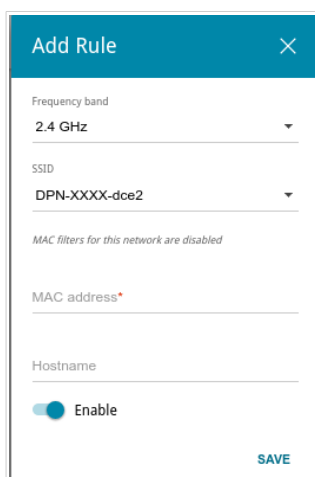 Add Rule
Frequency band
2.4 GHz
SSID
DPN-XXXX-dce2
MAC filters for this network are disabled
MAC address*
Hostname
Enable
SAVE